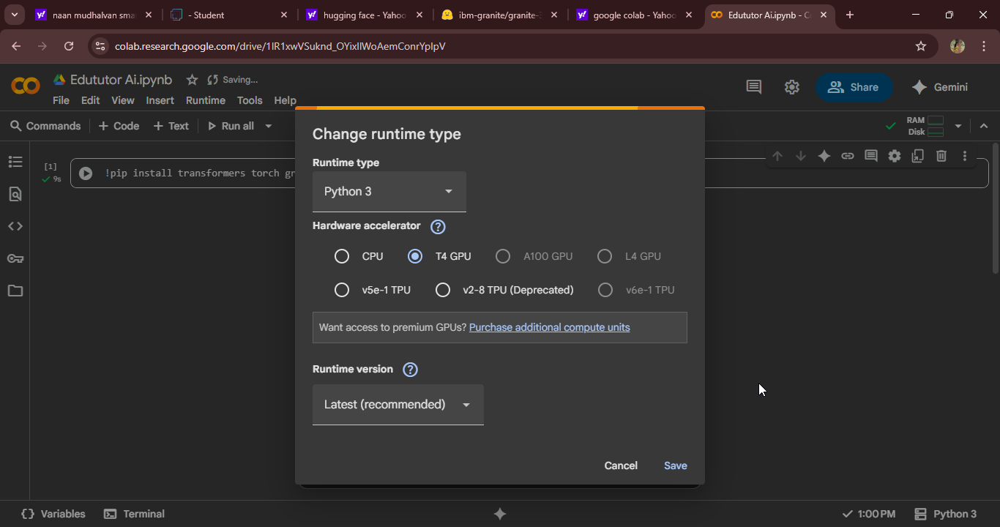 naan mudhalvan sma
- Student
hugging face - Yahoo
ibm-granite/granite-3
google colab - Yahoo
Edututor Ai.ipynb - C
colab.research.google.com/drive/1IR1xwVSuknd_OYixlIWoAemConrYpIpV
Edututor Ai.ipynb
Saving...
Share
Gemini
File Edit View Insert Runtime Tools Help
Commands + Code + Text Run all
RAM
Disk
[1]
9s
!pip install transformers torch gr
Change runtime type
Runtime type
Python 3
Hardware accelerator ?
CPU T4 GPU A100 GPU L4 GPU
v5e-1 TPU v2-8 TPU (Deprecated) v6e-1 TPU
Want access to premium GPUs? Purchase additional compute units
Runtime version ?
Latest (recommended)
Cancel Save
{} Variables Terminal 1:00 PM Python 3